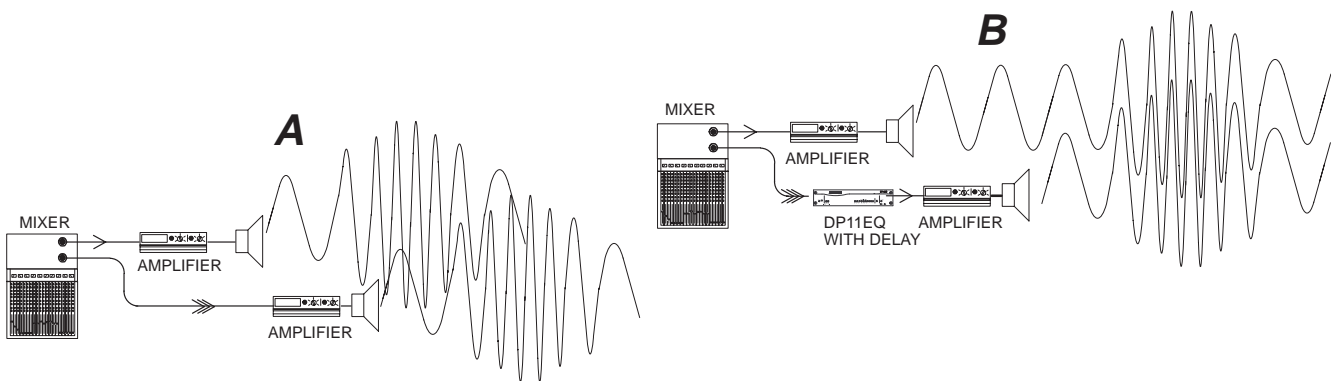 A
MIXER
AMPLIFIER
AMPLIFIER
B
MIXER
AMPLIFIER
DP11EQ
WITH DELAY
AMPLIFIER